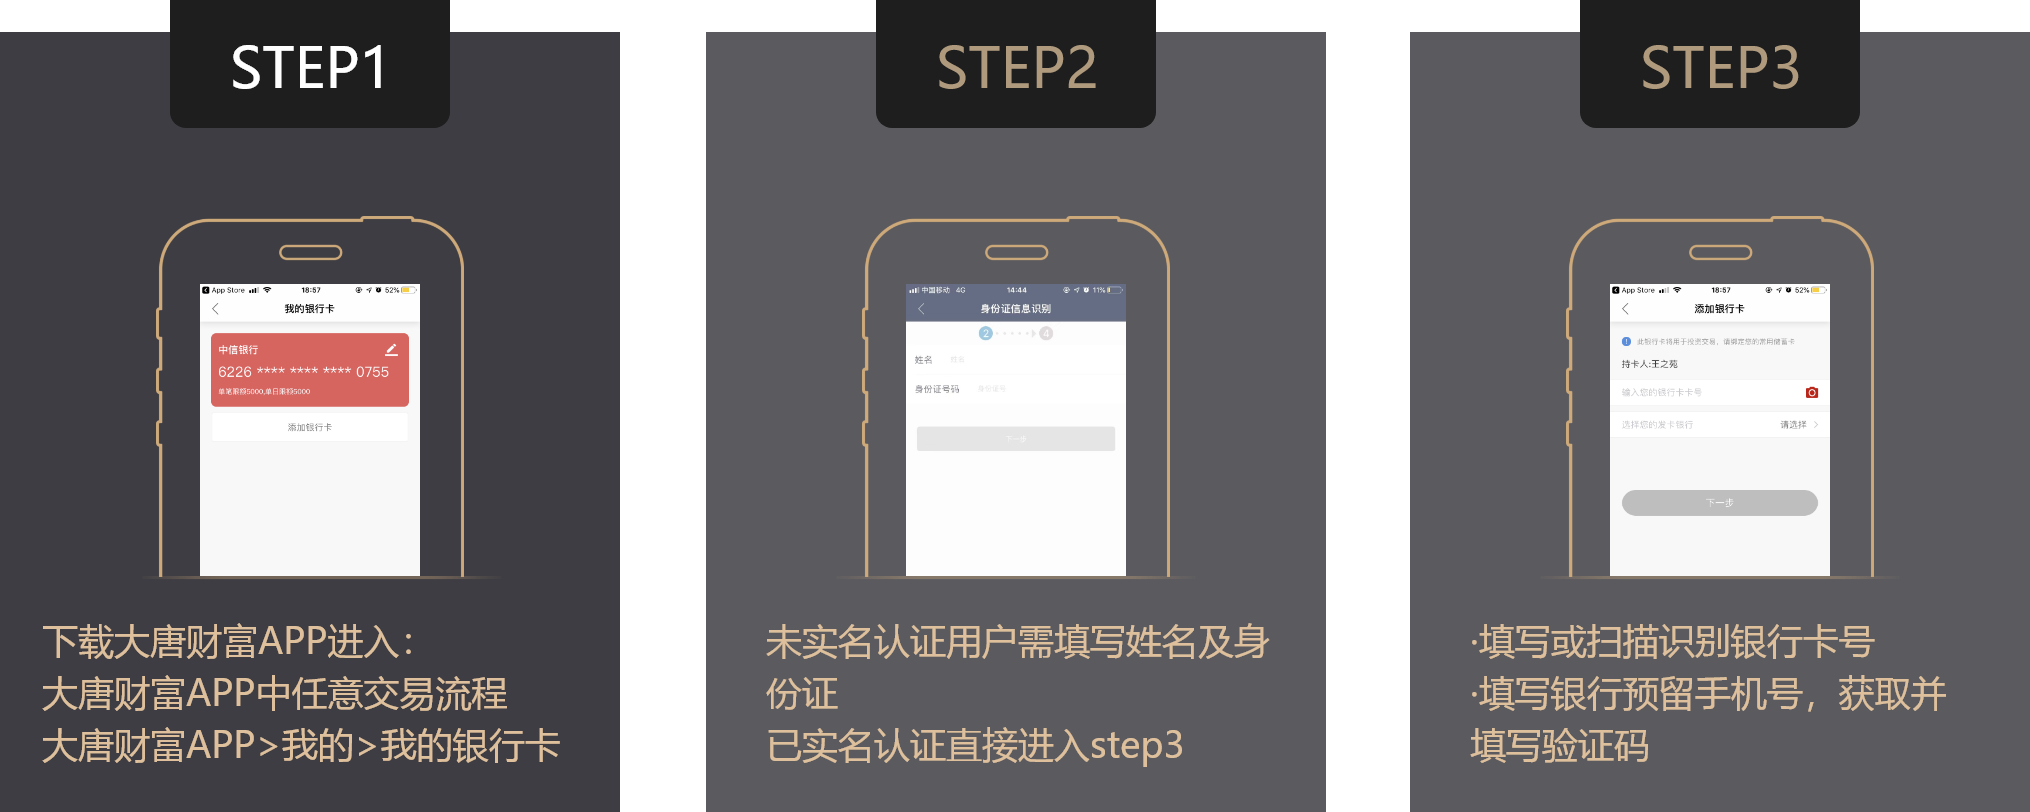 STEP1
App Store
18:57
52%
我的银行卡
中信银行
6226 **** **** **** 0755
单笔限额5000,单日限额5000
添加银行卡
下载大唐财富APP进入：
大唐财富APP中任意交易流程
大唐财富APP>我的>我的银行卡
STEP2
中国移动 4G
14:44
11%
身份证信息识别
2
4
姓名
姓名
身份证号码
身份证号
下一步
未实名认证用户需填写姓名及身
份证
已实名认证直接进入step3
STEP3
App Store
18:57
52%
添加银行卡
此银行卡将用于投资交易，请绑定您的常用储蓄卡
持卡人:王之苑
输入您的银行卡卡号
选择您的发卡银行
请选择
下一步
·填写或扫描识别银行卡号
·填写银行预留手机号，获取并
填写验证码